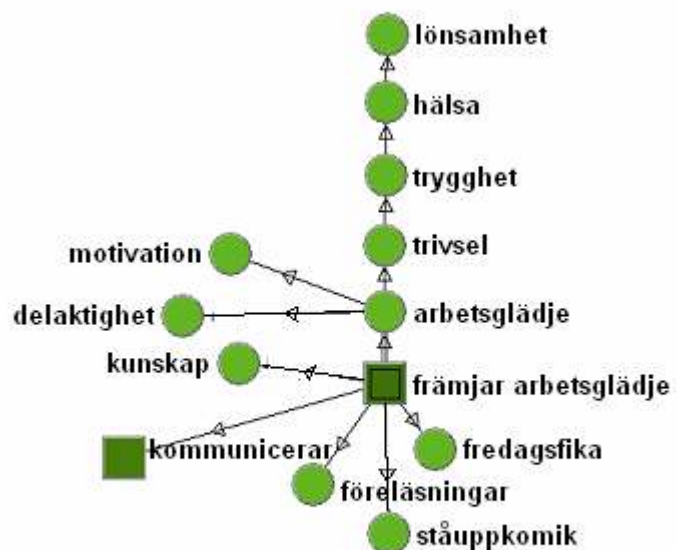 lönsamhet
hälsa
trygghet
trivsel
motivation
delaktighet
arbetsglädje
kunskap
främjar arbetsglädje
kommunicerar
fredagsfika
föreläsningar
ståuppkomik